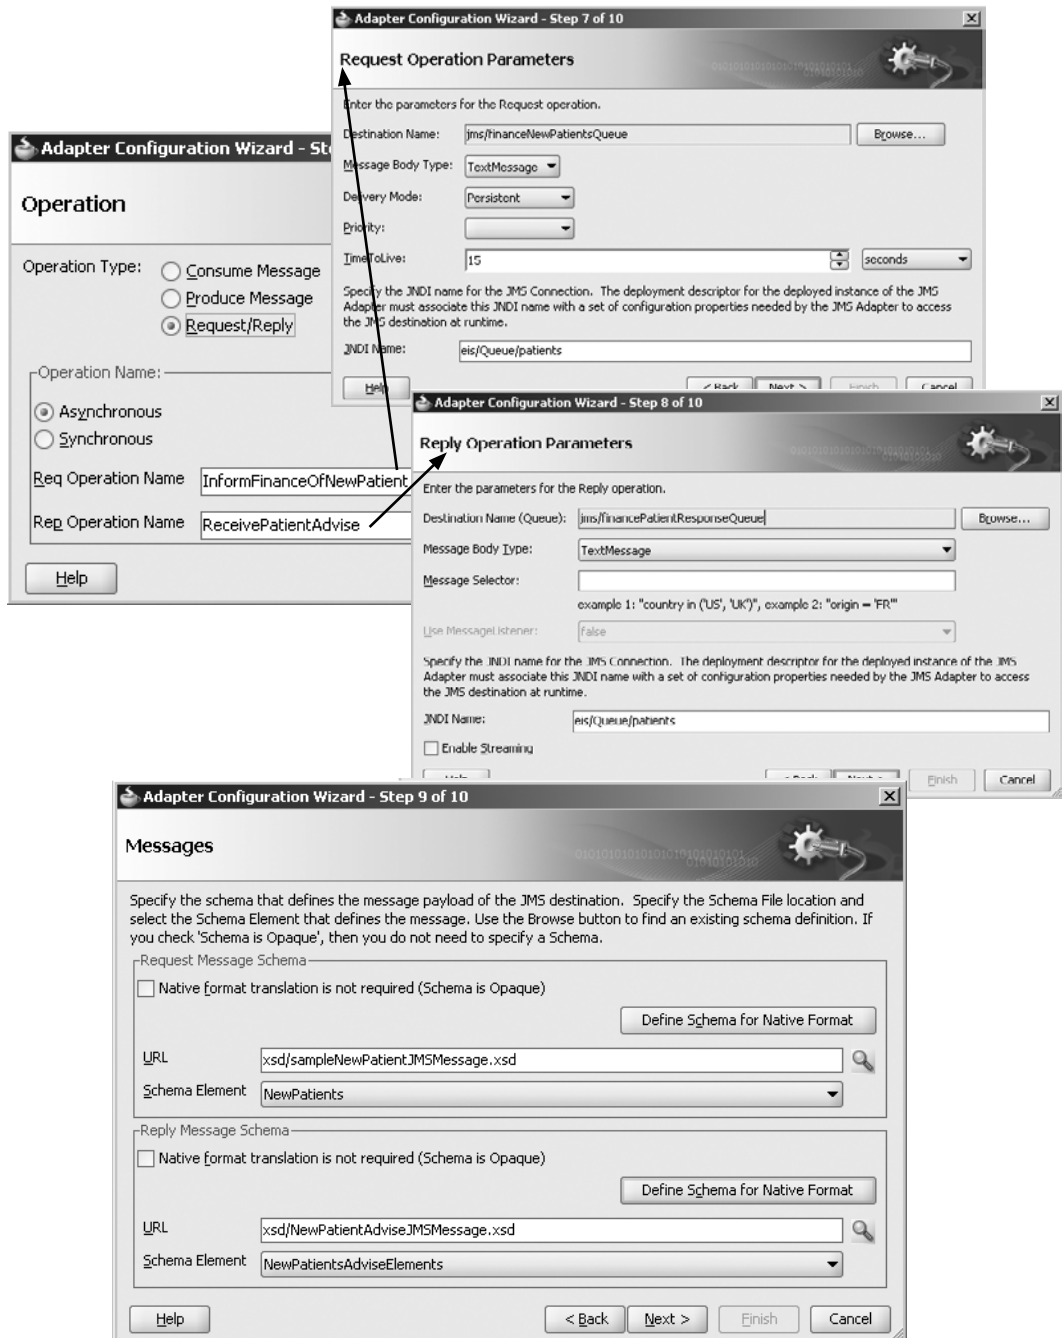 Adapter Configuration Wizard - Step 7 of 10
Request Operation Parameters
Enter the parameters for the Request operation.
Destination Name: jms/financeNewPatientsQueue Browse...
Message Body Type: TextMessage
Delivery Mode: Persistent
Priority:
TimeToLive: 15 seconds
Specify the JNDI name for the JMS Connection. The deployment descriptor for the deployed instance of the JMS
Adapter must associate this JNDI name with a set of configuration properties needed by the JMS Adapter to access
the JMS destination at runtime.
JNDI Name: eis/Queue/patients
Help < Back Next > Finish Cancel
Adapter Configuration Wizard - Ste
Operation
Operation Type: Consume Message
Produce Message
Request/Reply
Operation Name:
Asynchronous
Synchronous
Req Operation Name InformFinanceOfNewPatient
Rep Operation Name ReceivePatientAdvise
Help
Adapter Configuration Wizard - Step 8 of 10
Reply Operation Parameters
Enter the parameters for the Reply operation.
Destination Name (Queue): jms/financePatientResponseQueue Browse...
Message Body Type: TextMessage
Message Selector:
example 1: "country in ('US', 'UK')", example 2: "origin = 'FR'"
Use MessageListener: false
Specify the JNDI name for the JMS Connection. The deployment descriptor for the deployed instance of the JMS
Adapter must associate this JNDI name with a set of configuration properties needed by the JMS Adapter to access
the JMS destination at runtime.
JNDI Name: eis/Queue/patients
Enable Streaming
Help < Back Next > Finish Cancel
Adapter Configuration Wizard - Step 9 of 10
Messages
Specify the schema that defines the message payload of the JMS destination. Specify the Schema File location and
select the Schema Element that defines the message. Use the Browse button to find an existing schema definition. If
you check 'Schema is Opaque', then you do not need to specify a Schema.
Request Message Schema
Native format translation is not required (Schema is Opaque)
Define Schema for Native Format
URL xsd/sampleNewPatientJMSMessage.xsd
Schema Element NewPatients
Reply Message Schema
Native format translation is not required (Schema is Opaque)
Define Schema for Native Format
URL xsd/NewPatientAdviseJMSMessage.xsd
Schema Element NewPatientsAdviseElements
Help < Back Next > Finish Cancel